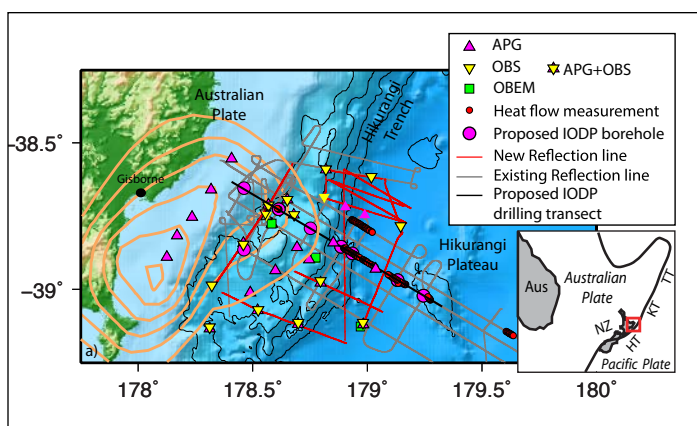 APG
OBS
APG+OBS
OBEM
Heat flow measurement
Proposed IODP borehole
New Reflection line
Existing Reflection line
Proposed IODP
drilling transect
Australian
Plate
Hikurangi
Trench
Gisborne
Hikurangi
Plateau
−38.5°
−39°
a)
178°
178.5°
179°
179.5°
180°
Aus
Australian
Plate
TT
KT
NZ
HT
Pacific Plate